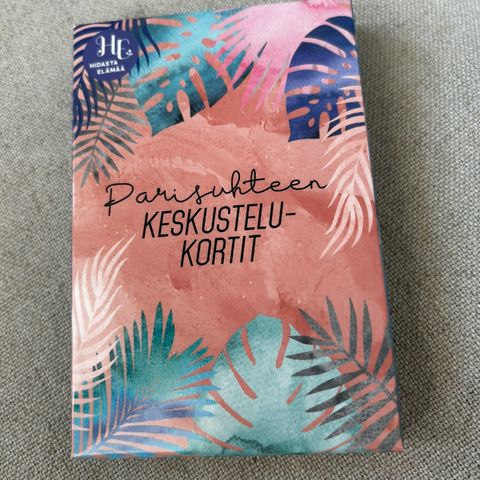 HE
HIDASTA
ELÄMÄÄ
Parisuhteen
KESKUSTELU-
KORTIT